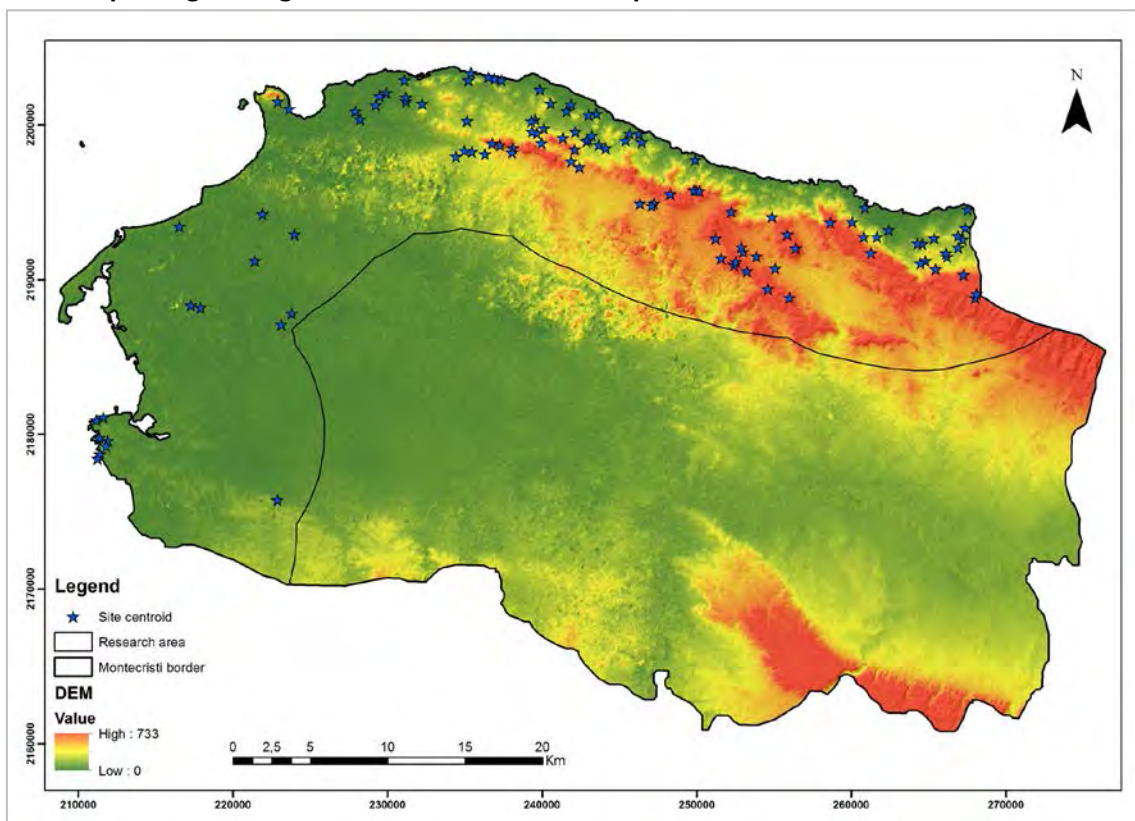 N
2200000
2190000
2180000
2170000
2160000
Legend
Site centroid
Research area
Montecristi border
DEM
Value
High : 733
Low : 0
0 2,5 5 10 15 20
Km
210000 220000 230000 240000 250000 260000 270000